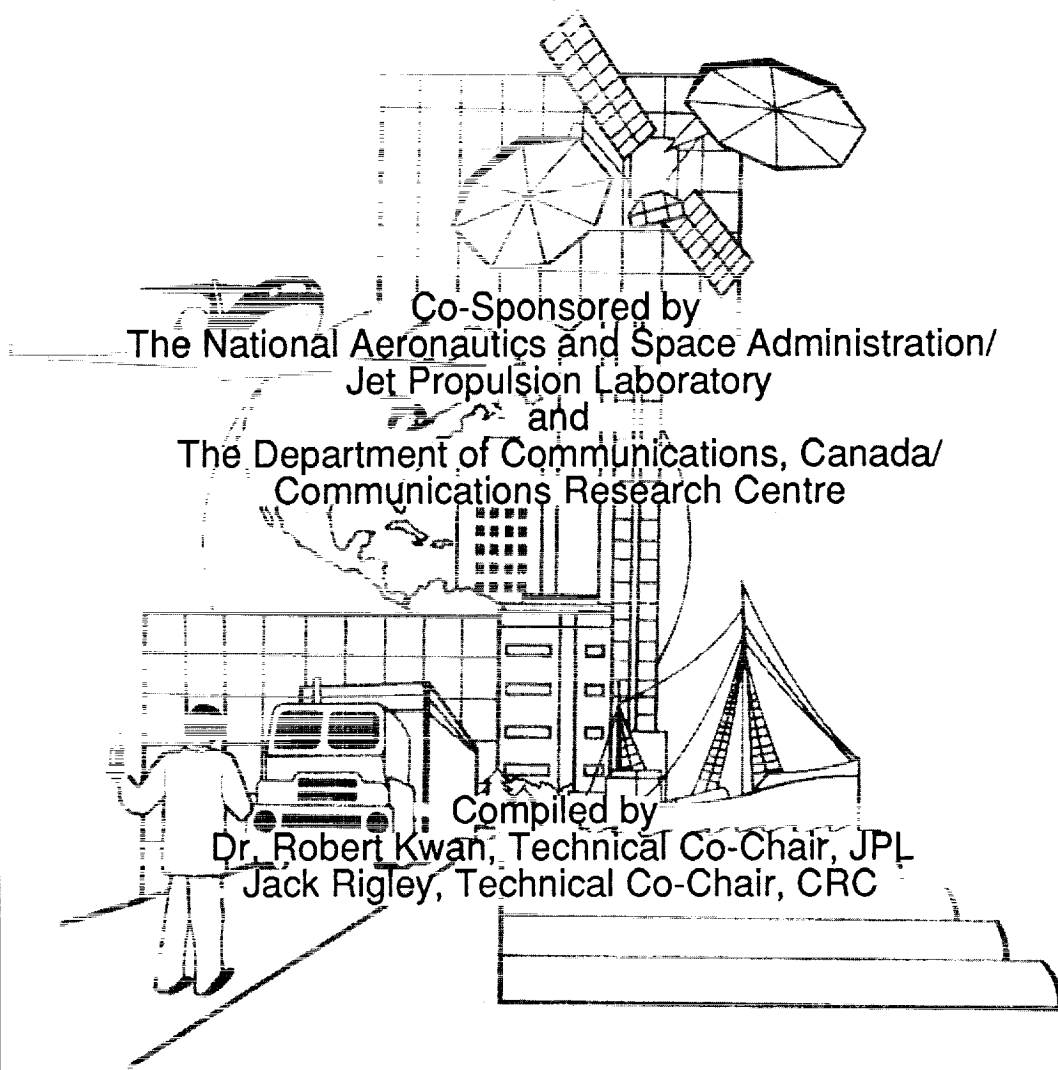 Co-Sponsored by
The National Aeronautics and Space Administration/
Jet Propulsion Laboratory
and
The Department of Communications, Canada/
Communications Research Centre
Compiled by
Dr. Robert Kwan, Technical Co-Chair, JPL
Jack Rigley, Technical Co-Chair, CRC